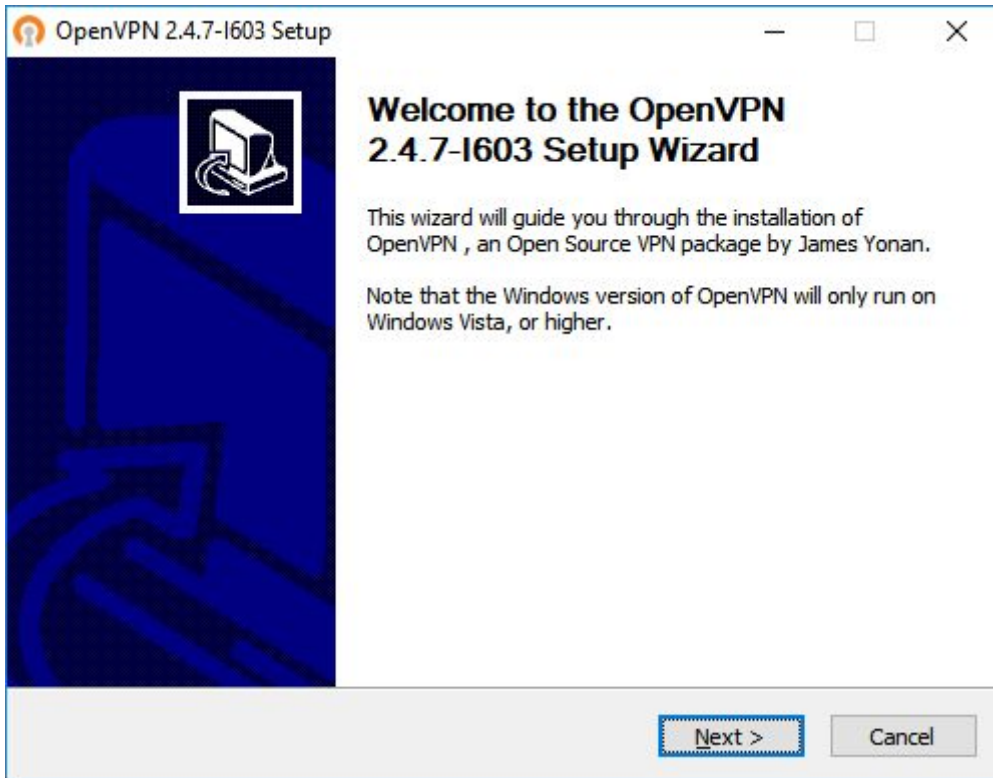 OpenVPN 2.4.7-I603 Setup
Welcome to the OpenVPN
2.4.7-I603 Setup Wizard
This wizard will guide you through the installation of
OpenVPN , an Open Source VPN package by James Yonan.
Note that the Windows version of OpenVPN will only run on
Windows Vista, or higher.
Next >
Cancel